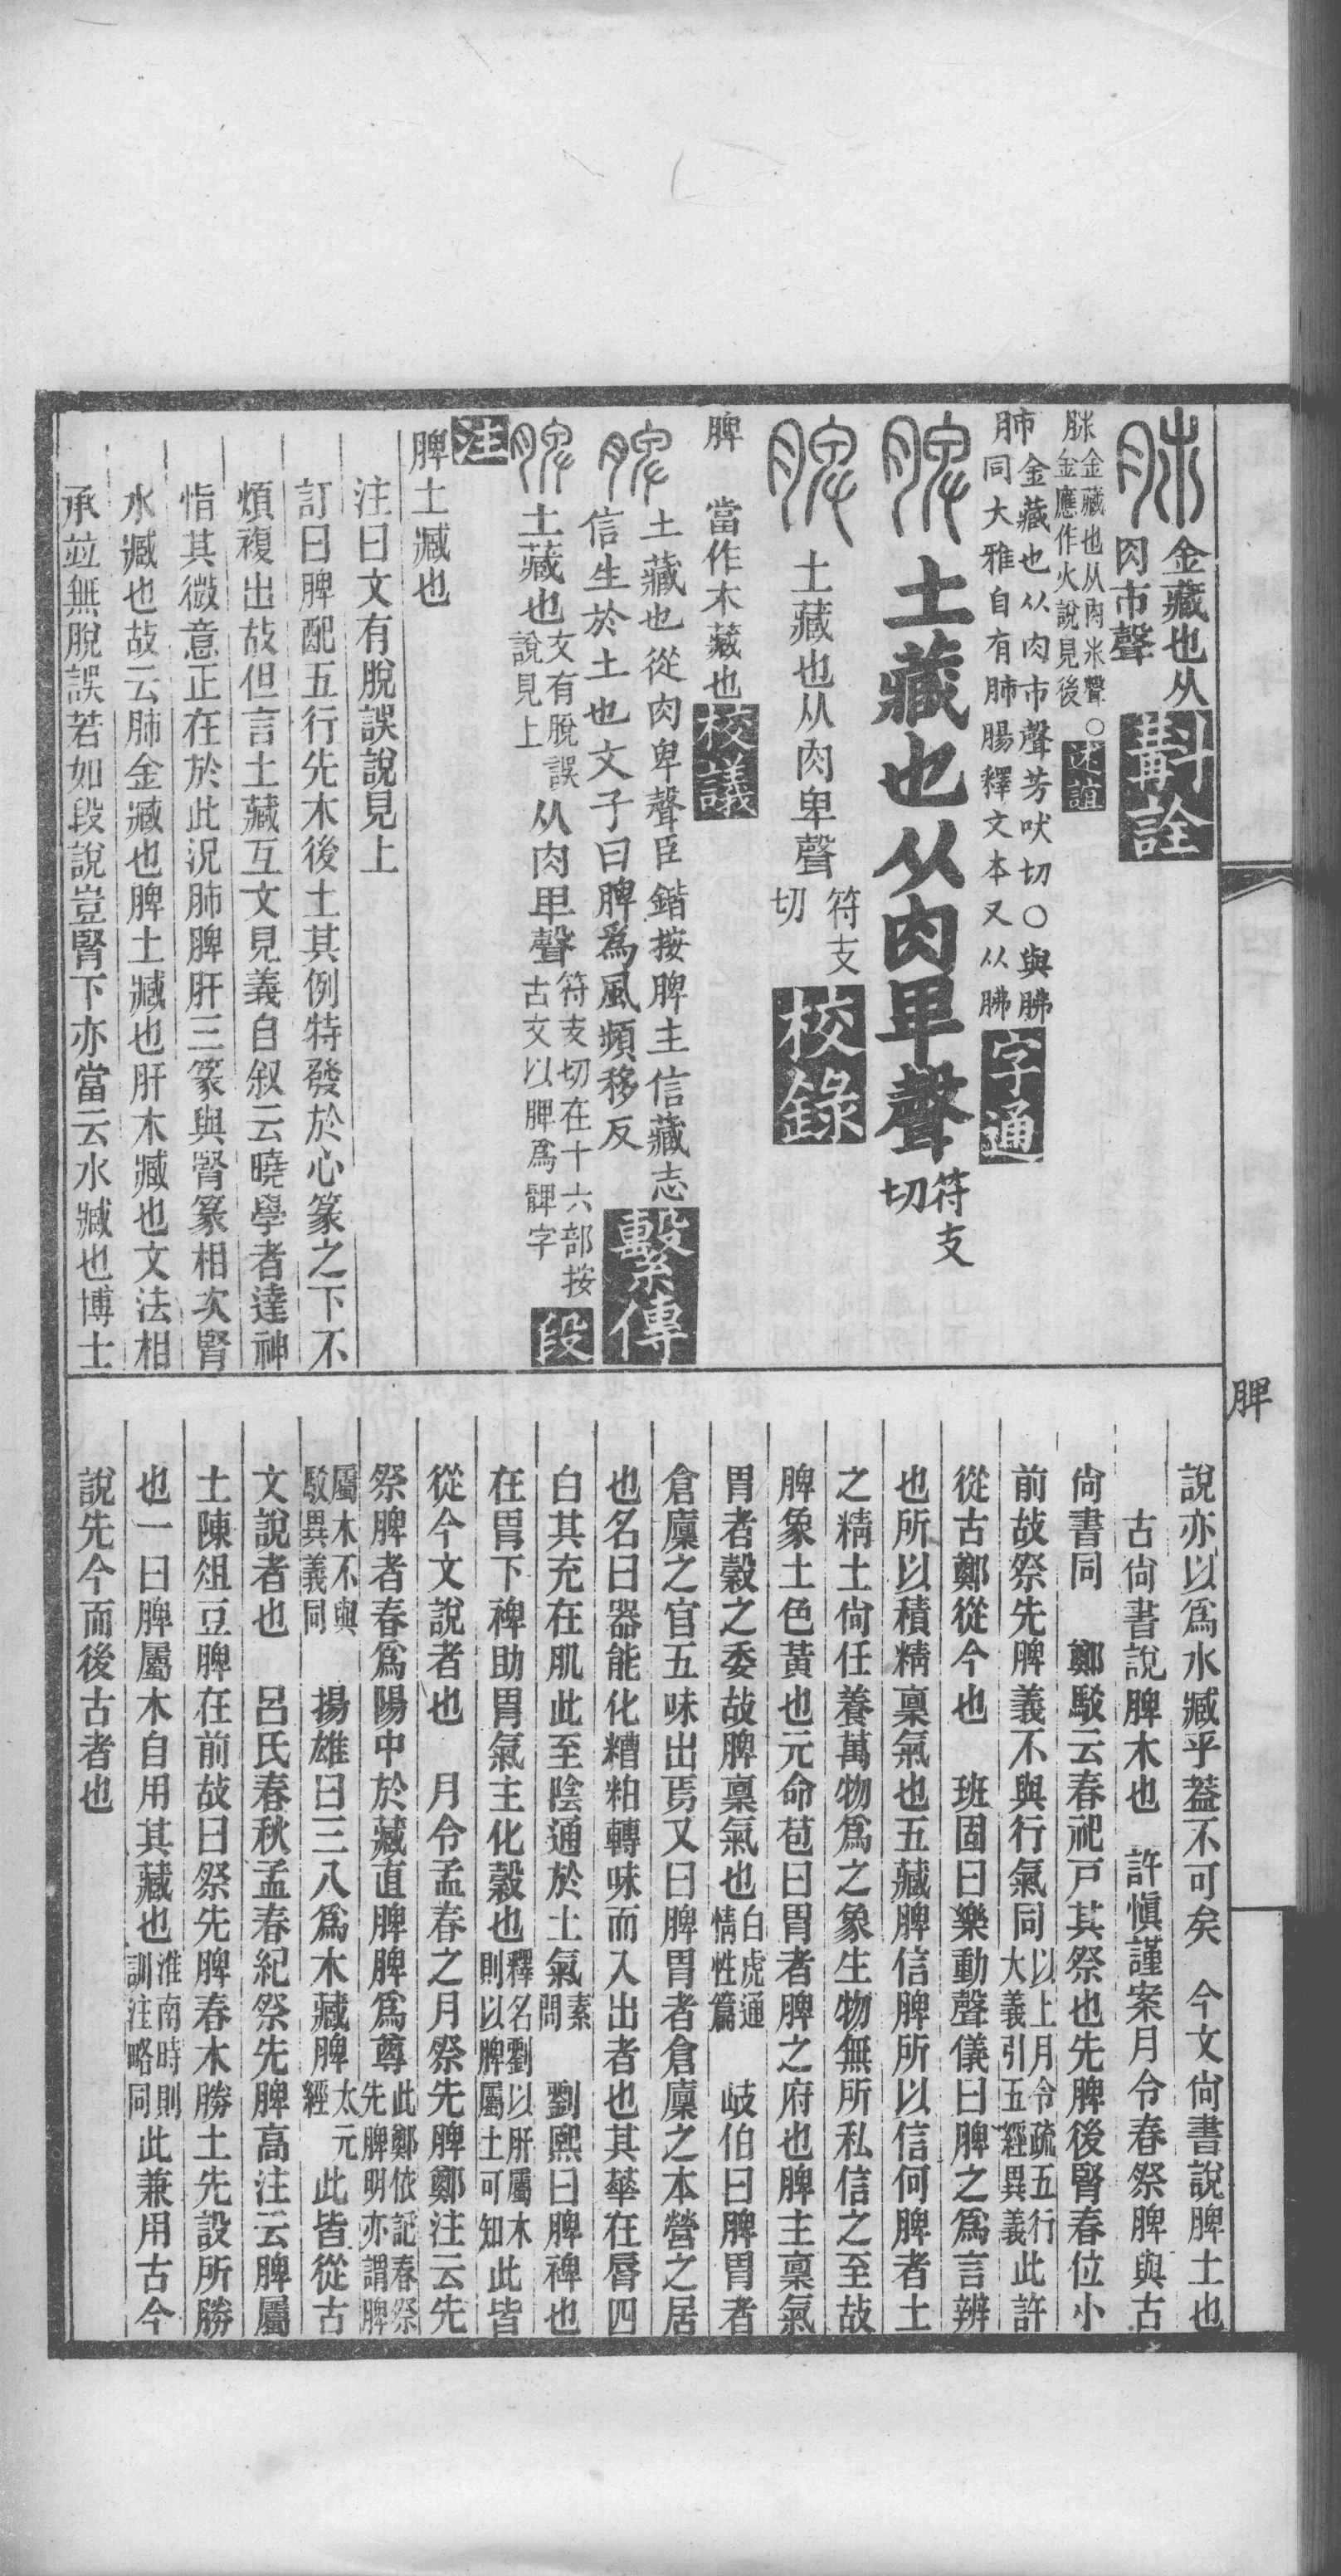 金藏也从
肉巿聲
斠詮
𦘺金藏也从肉米聲○
金應作火說見後
述誼
肺金藏也从肉巿聲芳吠切○與胏
同大雅自有肺腸釋文本又从胏
字通
土藏也从肉卑聲
符支
切
土藏也从肉卑聲
符支
切
校錄
脾 當作木藏也
校議
土藏也從肉卑聲臣鍇按脾主信藏志
信生於土也文子曰脾爲風頻移反
繫傳
土藏也
文有脫誤
說見上
从肉卑聲
符支切在十六部按
古文以脾爲髀字
段
注
脾土臧也
注曰文有脫誤說見上
訂曰脾配五行先木後土其例特發於心篆之下不
煩複出故但言土藏互文見義自叙云曉學者達神
恉其微意正在於此況肺脾肝三篆與腎篆相次腎
水臧也故云肺金臧也脾土臧也肝木臧也文法相
承竝無脫誤若如段說豈腎下亦當云水臧也博士
脾
說亦以爲水臧乎蓋不可矣 今文尙書說脾土也
古尙書說脾木也 許愼謹案月令春祭脾與古
尙書同 鄭駁云春祀戸其祭也先脾後腎春位小
前故祭先脾義不與行氣同
以上月令疏五行
大義引五經異義
此許
從古鄭從今也 班固曰樂動聲儀曰脾之爲言辨
也所以積精稟氣也五藏脾信脾所以信何脾者土
之精土尙任養萬物爲之象生物無所私信之至故
脾象土色黃也元命苞曰胃者脾之府也脾主稟氣
胃者穀之委故脾稟氣也
白虎通
情性篇
岐伯曰脾胃者
倉廩之官五味出焉又曰脾胃者倉廩之本營之居
也名曰器能化糟粕轉味而入出者也其華在脣四
白其充在肌此至陰通於土氣
素
問
劉熙曰脾裨也
在胃下裨助胃氣主化穀也
釋名劉以肝屬木
則以脾屬土可知
此皆
從今文說者也 月令孟春之月祭先脾鄭注云先
祭脾者春爲陽中於藏直脾脾爲尊
此鄭依記春祭
先脾明亦謂脾
屬木不與
駁異義同
揚雄曰三八爲木藏脾
太元
經
此皆從古
文說者也 呂氏春秋孟春紀祭先脾高注云脾屬
土陳俎豆脾在前故曰祭先脾春木勝土先設所勝
也一曰脾屬木自用其藏也
淮南時則
訓注略同
此兼用古今
說先今而後古者也